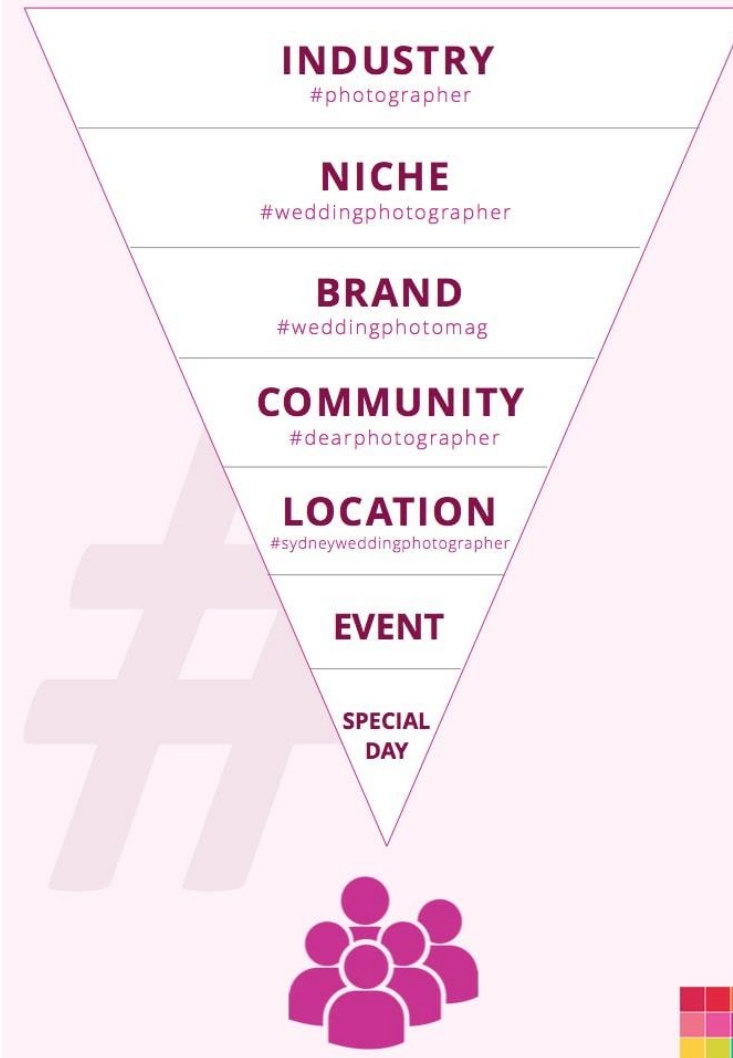 INDUSTRY
#photographer
NICHE
#weddingphotographer
BRAND
#weddingphotomag
COMMUNITY
#dearphotographer
LOCATION
#sydneyweddingphotographer
EVENT
SPECIAL
DAY
#